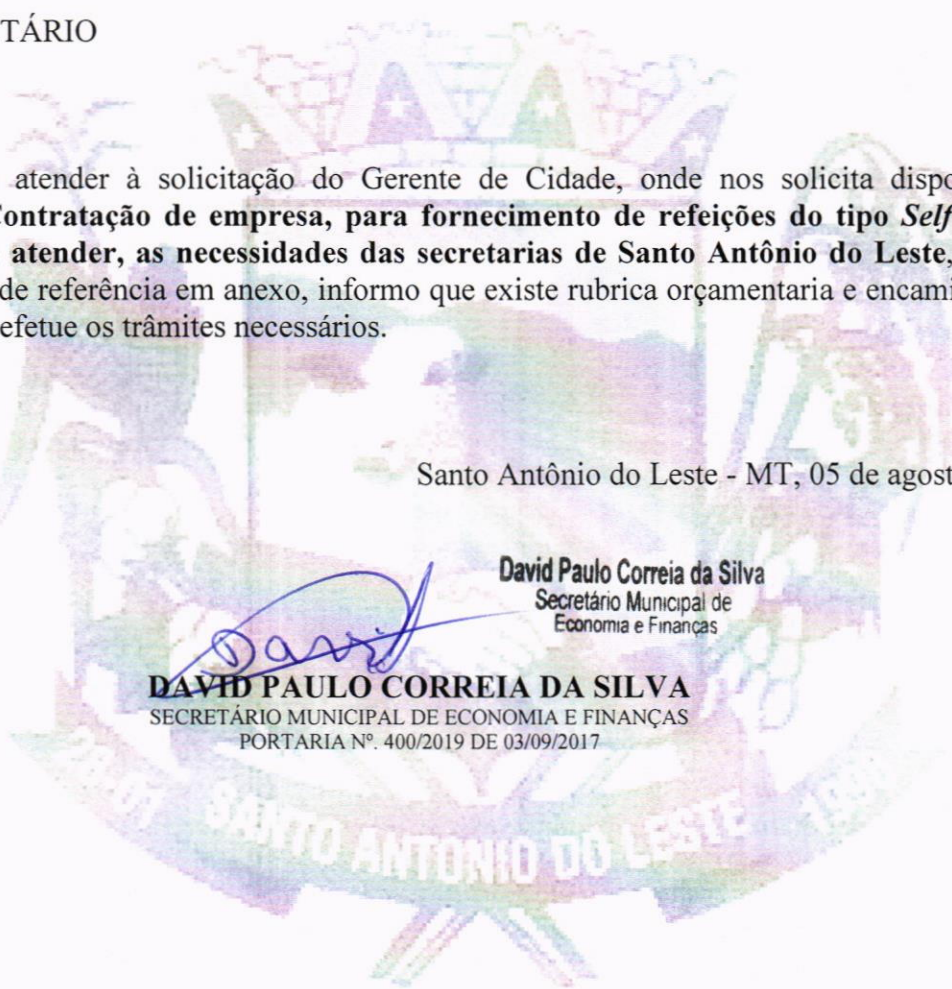 TÁRIO
atender à solicitação do Gerente de Cidade, onde nos solicita dispo
Contratação de empresa, para fornecimento de refeições do tipo Self
atender, as necessidades das secretarias de Santo Antônio do Leste,
de referência em anexo, informo que existe rubrica orçamentaria e encami
efetue os trâmites necessários.
Santo Antônio do Leste - MT, 05 de agost
David Paulo Correia da Silva
Secretário Municipal de
Economia e Finanças
David
DAVID PAULO CORREIA DA SILVA
SECRETÁRIO MUNICIPAL DE ECONOMIA E FINANÇAS
PORTARIA Nº. 400/2019 DE 03/09/2017
SANTO ANTONIO DO LESTE